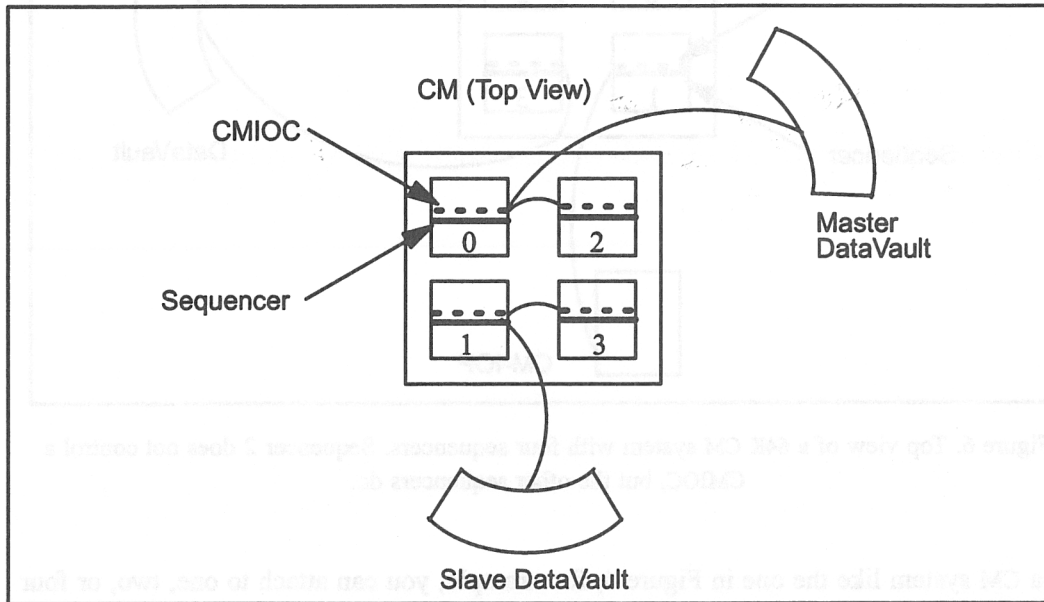 CM (Top View)
CMIOC
0
2
Master
DataVault
Sequencer
1
3
Slave DataVault